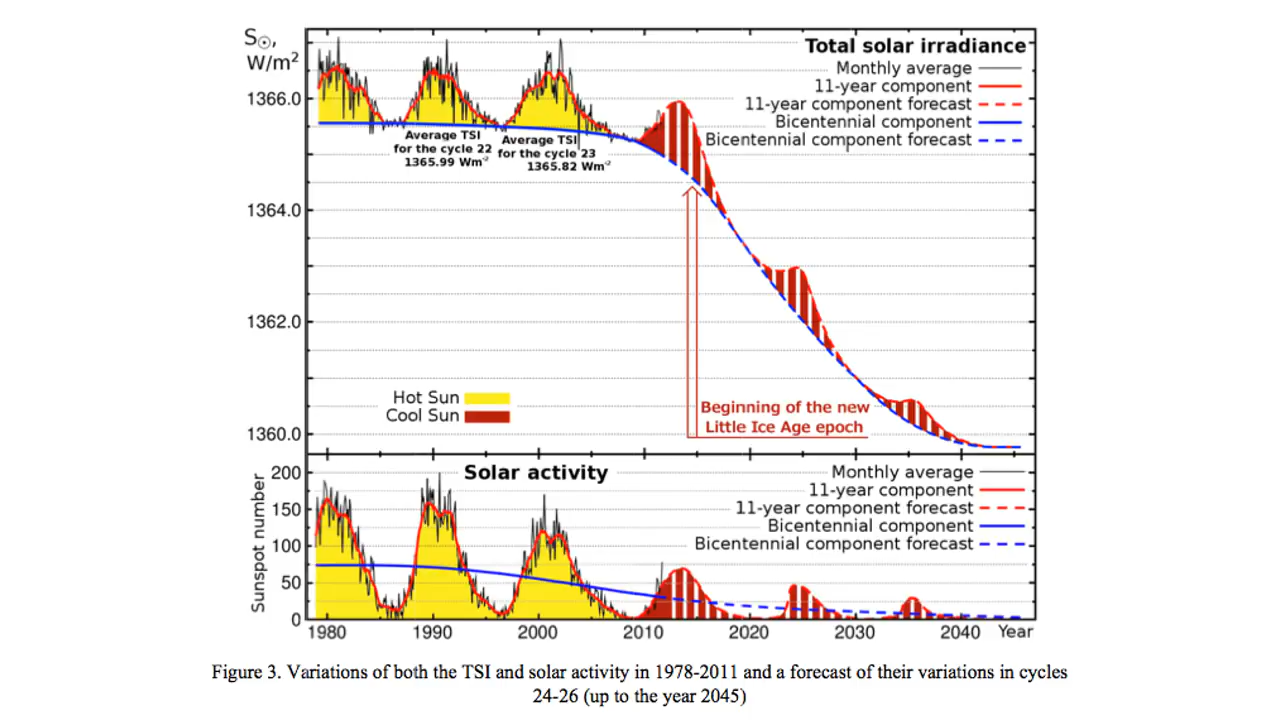 S☉,
W/m²
Total solar irradiance
Monthly average
11-year component
11-year component forecast
Bicentennial component
Bicentennial component forecast
1366.0
1364.0
1362.0
1360.0
Average TSI
for the cycle 22
1365.99 Wm⁻²
Average TSI
for the cycle 23
1365.82 Wm⁻²
Hot Sun
Cool Sun
Beginning of the new
Little Ice Age epoch
Solar activity
Sunspot number
200
150
100
50
0
Monthly average
11-year component
11-year component forecast
Bicentennial component
Bicentennial component forecast
1980 1990 2000 2010 2020 2030 2040 Year
Figure 3. Variations of both the TSI and solar activity in 1978-2011 and a forecast of their variations in cycles
24-26 (up to the year 2045)